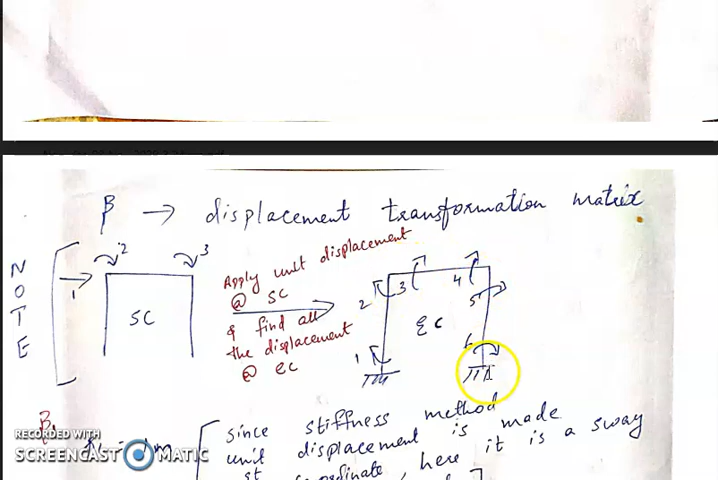 β → displacement transformation matrix
NOTE
1
2
3
SC
Apply unit displacement
@ SC
& find all
the displacement
@ EC
1
2
3
4
5
6
EC
since stiffness method
unit displacement is made
ordinate, here it is a sway
RECORDED WITH
SCREENCAST MATIC